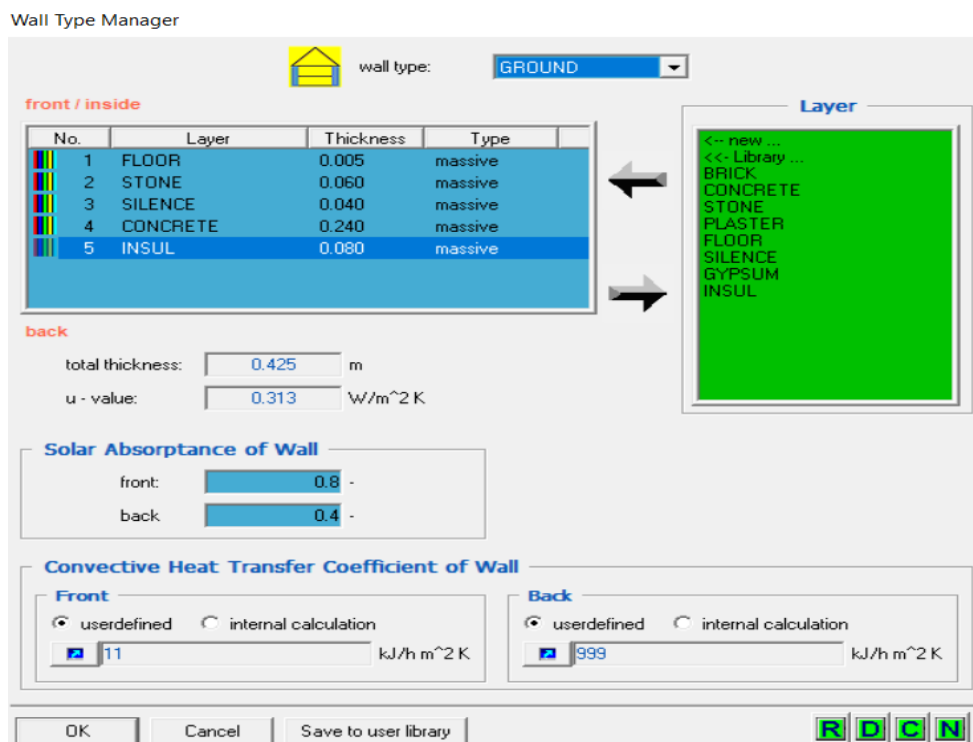 Wall Type Manager
wall type: GROUND
front / inside
No. Layer Thickness Type
1 FLOOR 0.005 massive
2 STONE 0.060 massive
3 SILENCE 0.040 massive
4 CONCRETE 0.240 massive
5 INSUL 0.080 massive
Layer
<-- new ...
<<- Library ...
BRICK
CONCRETE
STONE
PLASTER
FLOOR
SILENCE
GYPSUM
INSUL
back
total thickness: 0.425 m
u - value: 0.313 W/m^2 K
Solar Absorptance of Wall
front: 0.8 -
back 0.4 -
Convective Heat Transfer Coefficient of Wall
Front
userdefined internal calculation
11 kJ/h m^2 K
Back
userdefined internal calculation
999 kJ/h m^2 K
OK Cancel Save to user library R D C N